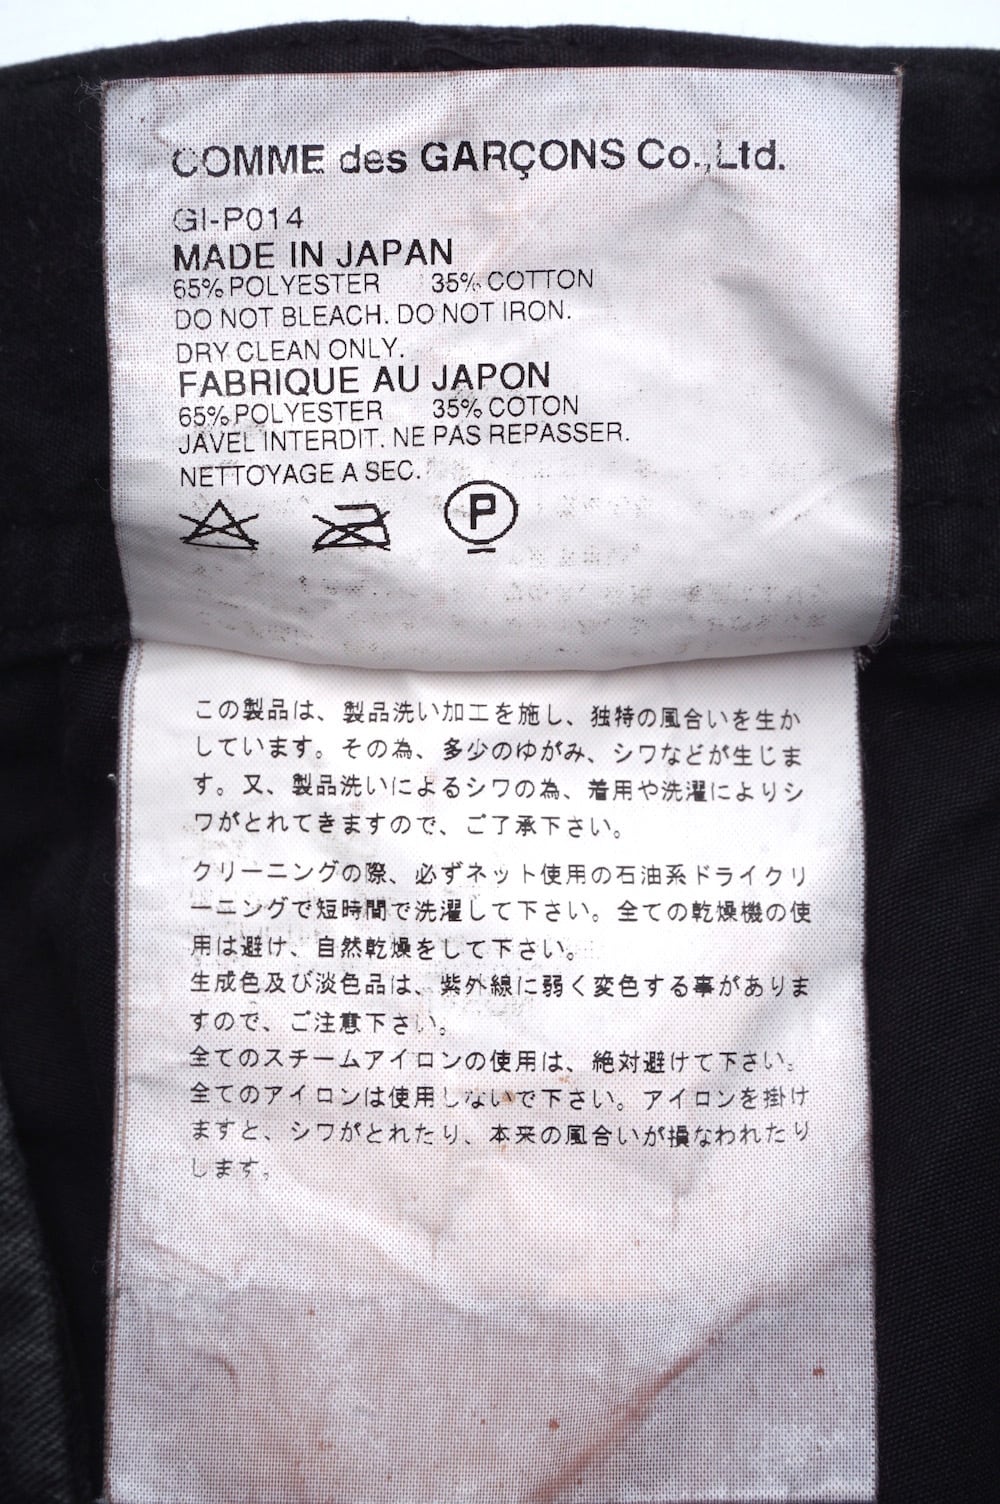 COMME des GARÇONS Co.,Ltd.
GI-P014
MADE IN JAPAN
65% POLYESTER 35% COTTON
DO NOT BLEACH. DO NOT IRON.
DRY CLEAN ONLY.
FABRIQUE AU JAPON
65% POLYESTER 35% COTON
JAVEL INTERDIT. NE PAS REPASSER.
NETTOYAGE A SEC.
P
この製品は、製品洗い加工を施し、独特の風合いを生か
しています。その為、多少のゆがみ、シワなどが生じま
す。又、製品洗いによるシワの為、着用や洗濯によりシ
ワがとれてきますので、ご了承下さい。
クリーニングの際、必ずネット使用の石油系ドライクリ
ーニングで短時間で洗濯して下さい。全ての乾燥機の使
用は避け、自然乾燥をして下さい。
生成色及び淡色品は、紫外線に弱く変色する事がありま
すので、ご注意下さい。
全てのスチームアイロンの使用は、絶対避けて下さい。
全てのアイロンは使用しないで下さい。アイロンを掛け
ますと、シワがとれたり、本来の風合いが損なわれたり
します。